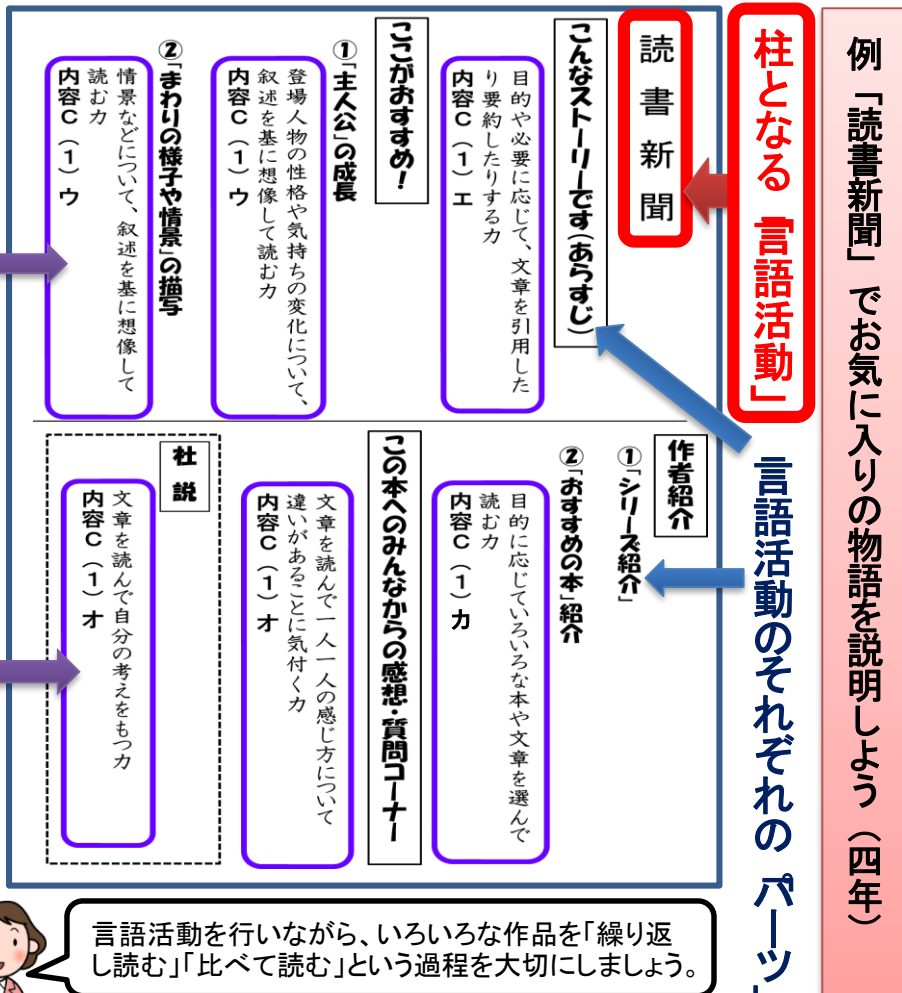 例「読書新聞」でお気に入りの物語を説明しよう（四年）
柱となる「言語活動」
言語活動のそれぞれの「パーツ」
読書新聞
こんなストーリーです（あらすじ）
目的や必要に応じて、文章を引用した
り要約したりする力
内容Ｃ（１）エ
ここがおすすめ！
①「主人公」の成長
登場人物の性格や気持ちの変化について、
叙述を基に想像して読む力
内容Ｃ（１）ウ
②「まわりの様子や情景」の描写
情景などについて、叙述を基に想像して
読む力
内容Ｃ（１）ウ
作者紹介
①「シリーズ紹介」
②「おすすめの本」紹介
目的に応じていろいろな本や文章を選んで
読む力
内容Ｃ（１）カ
この本へのみんなからの感想・質問コーナー
文章を読んで一人一人の感じ方について
違いがあることに気付く力
内容Ｃ（１）オ
社説
文章を読んで自分の考えをもつ力
内容Ｃ（１）オ
言語活動を行いながら、いろいろな作品を「繰り返
し読む」「比べて読む」という過程を大切にしましょう。